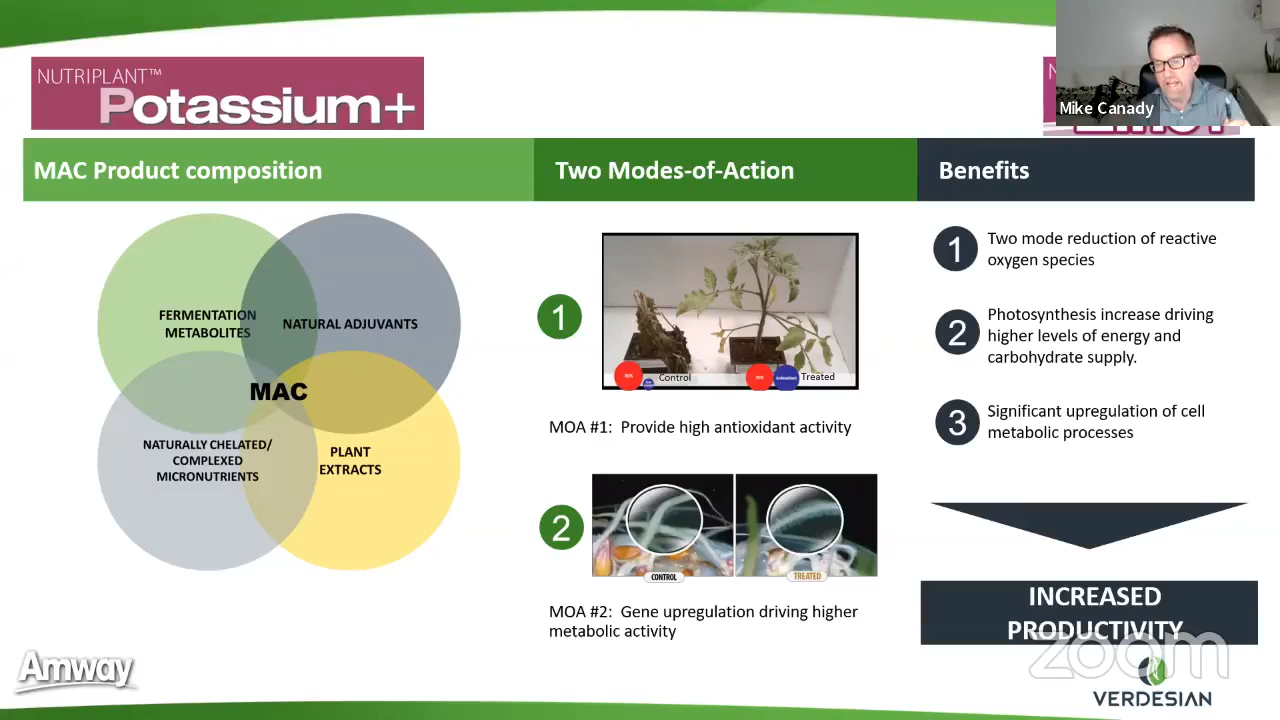 NUTRIPLANT™
Potassium+
Mike Canady
MAC Product composition
Two Modes-of-Action
Benefits
FERMENTATION
METABOLITES
NATURAL ADJUVANTS
MAC
NATURALLY CHELATED/
COMPLEXED
MICRONUTRIENTS
PLANT
EXTRACTS
1
ROS
Control
ROS
Antioxidant
Treated
MOA #1: Provide high antioxidant activity
2
CONTROL
TREATED
MOA #2: Gene upregulation driving higher
metabolic activity
1
Two mode reduction of reactive
oxygen species
2
Photosynthesis increase driving
higher levels of energy and
carbohydrate supply.
3
Significant upregulation of cell
metabolic processes
INCREASED
PRODUCTIVITY
zoom
Amway
VERDESIAN